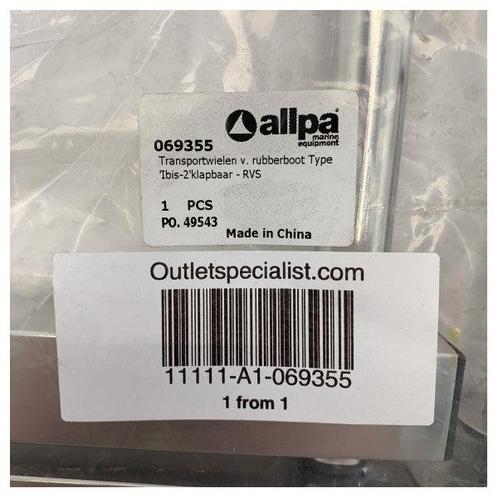 allpa®
marine
equipment
069355
Transportwielen v. rubberboot Type
'Ibis-2'klapbaar - RVS
1 PCS
PO. 49543
Made in China
Outletspecialist.com
11111-A1-069355
1 from 1